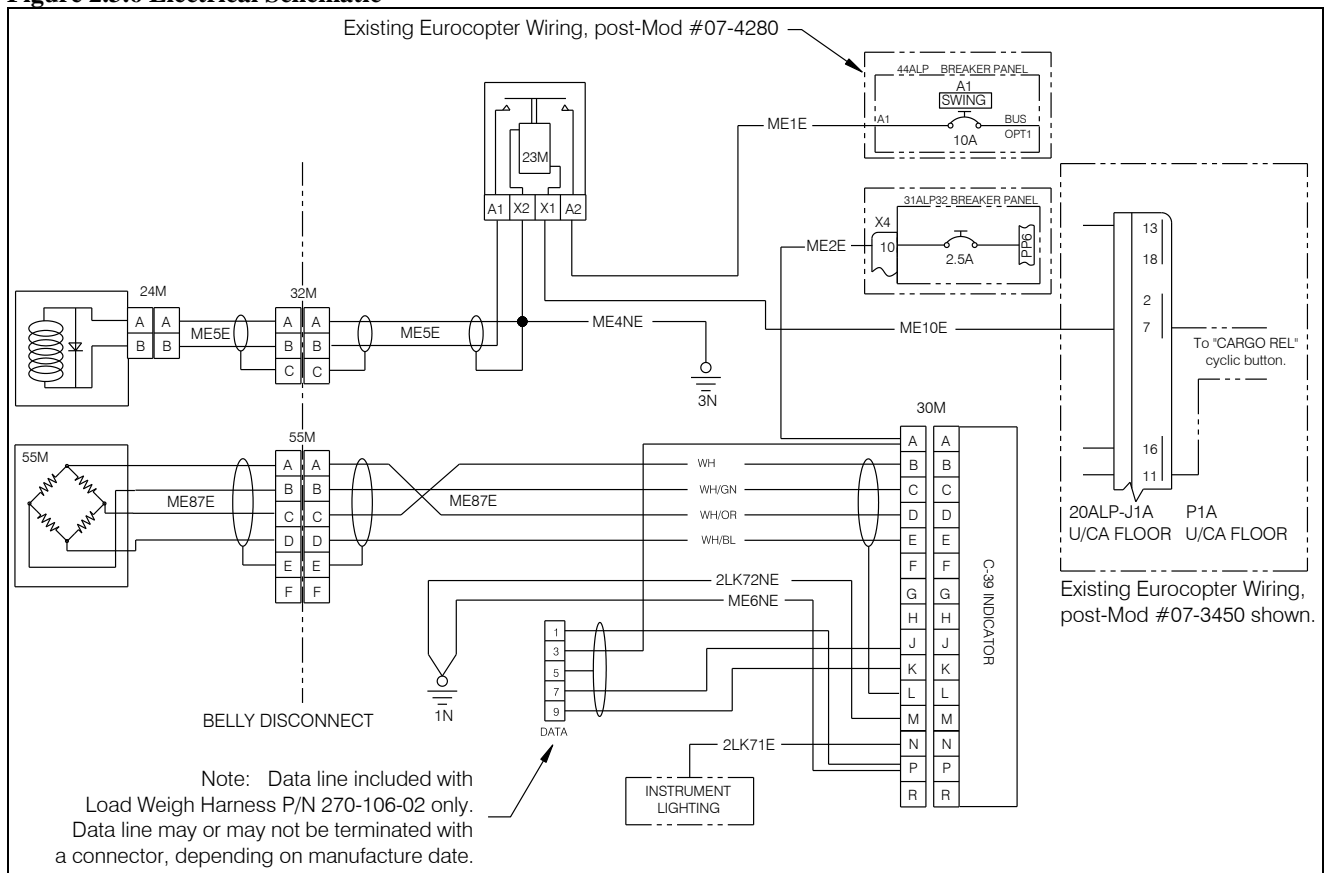 Figure 2.3.6 Electrical Schematic
Existing Eurocopter Wiring, post-Mod #07-4280
44ALP BREAKER PANEL
A1
SWING
A1
BUS
OPT1
10A
ME1E
23M
A1 X2 X1 A2
31ALP32 BREAKER PANEL
X4
10
2.5A
PP6
ME2E
13
18
2
7
16
11
ME10E
To "CARGO REL"
cyclic button.
20ALP-J1A
U/CA FLOOR
P1A
U/CA FLOOR
Existing Eurocopter Wiring,
post-Mod #07-3450 shown.
24M
A A
B B
ME5E
32M
A A
B B
C C
ME5E
ME4NE
3N
55M
ME87E
55M
A A
B B
C C
D D
E E
F F
ME87E
WH
WH/GN
WH/OR
WH/BL
30M
A A
B B
C C
D D
E E
F F
G G
H H
J J
K K
L L
M M
N N
P P
R R
C-39 INDICATOR
2LK72NE
ME6NE
1N
1
3
5
7
9
DATA
2LK71E
INSTRUMENT
LIGHTING
BELLY DISCONNECT
Note: Data line included with
Load Weigh Harness P/N 270-106-02 only.
Data line may or may not be terminated with
a connector, depending on manufacture date.